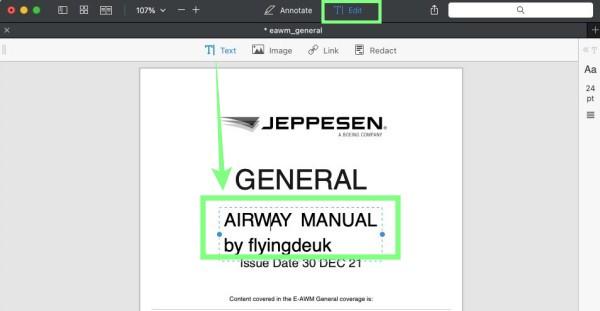 107%
Annotate
Edit
* eawm_general
Text
Image
Link
Redact
T
Aa
24
pt
JEPPESEN
A BOEING COMPANY
GENERAL
AIRWAY MANUAL
by flyingdeuk
Issue Date 30 DEC 21
Content covered in the E-AWM General coverage is: